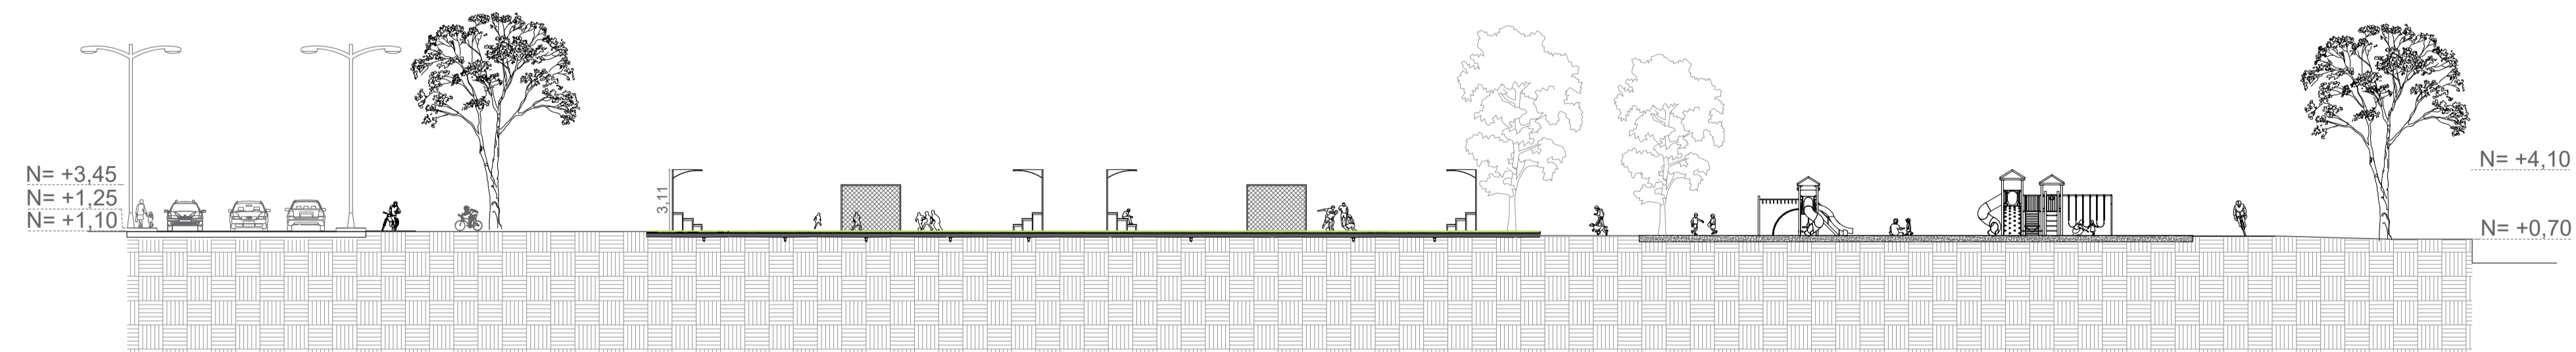 N= +3,45
N= +1,25
N= +1,10
3,11
N= +4,10
N= +0,70